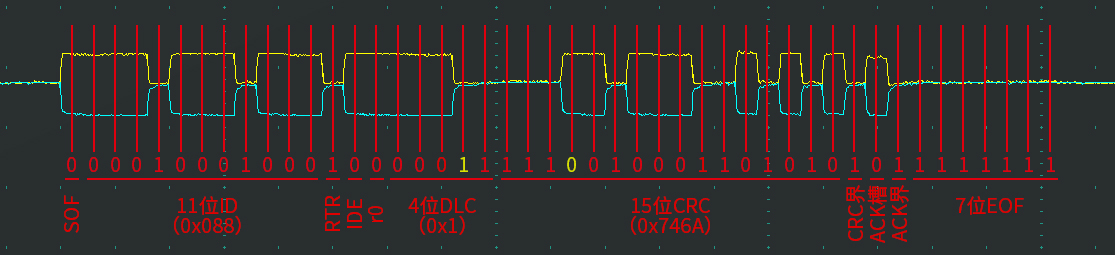 0 0 0 0 1 0 0 0 1 0 0 0 1 0 0 0 0 0 1 1 1 1 1 0 0 1 0 0 0 1 1 0 1 0 1 0 1 0 1 1 1 1 1 1 1 1
SOF
11位ID
(0x088)
RTR
IDE
r0
4位DLC
(0x1)
15位CRC
(0x746A)
CRC界
ACK槽
ACK界
7位EOF